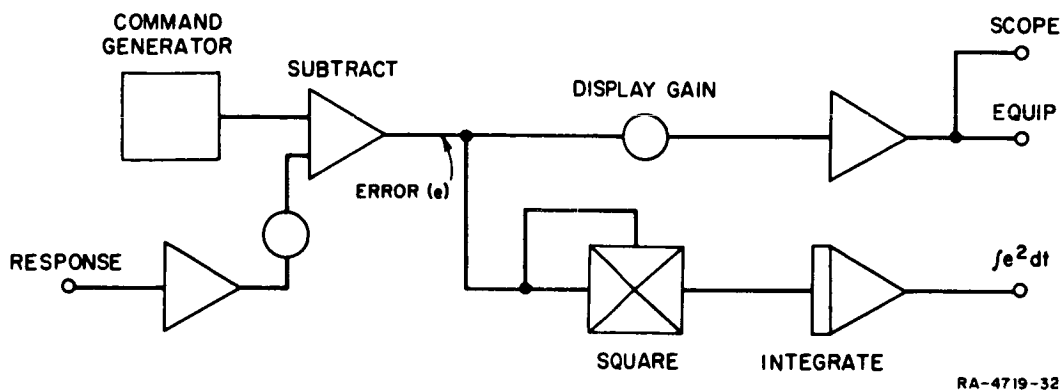 COMMAND
GENERATOR
SUBTRACT
DISPLAY GAIN
SCOPE
EQUIP
ERROR (e)
RESPONSE
∫e²dt
SQUARE
INTEGRATE
RA-4719-32